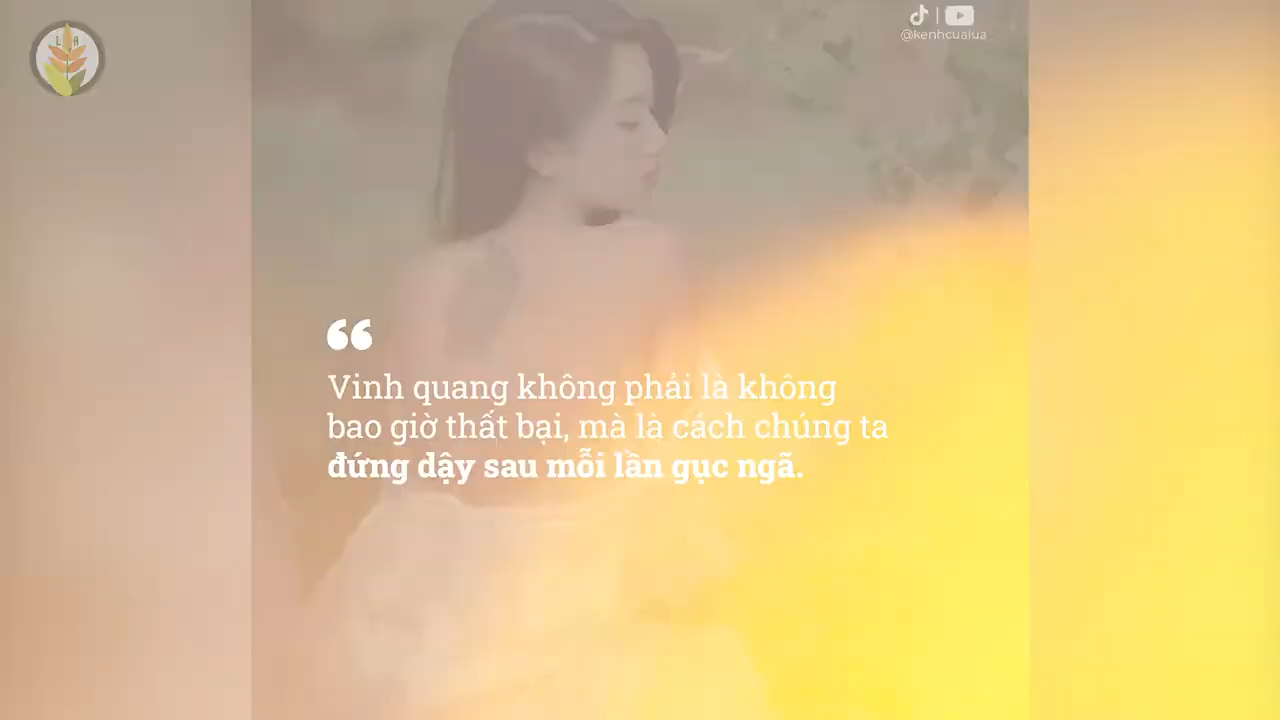 L A
@kenhcualua
“
Vinh quang không phải là không
bao giờ thất bại, mà là cách chúng ta
đứng dậy sau mỗi lần gục ngã.